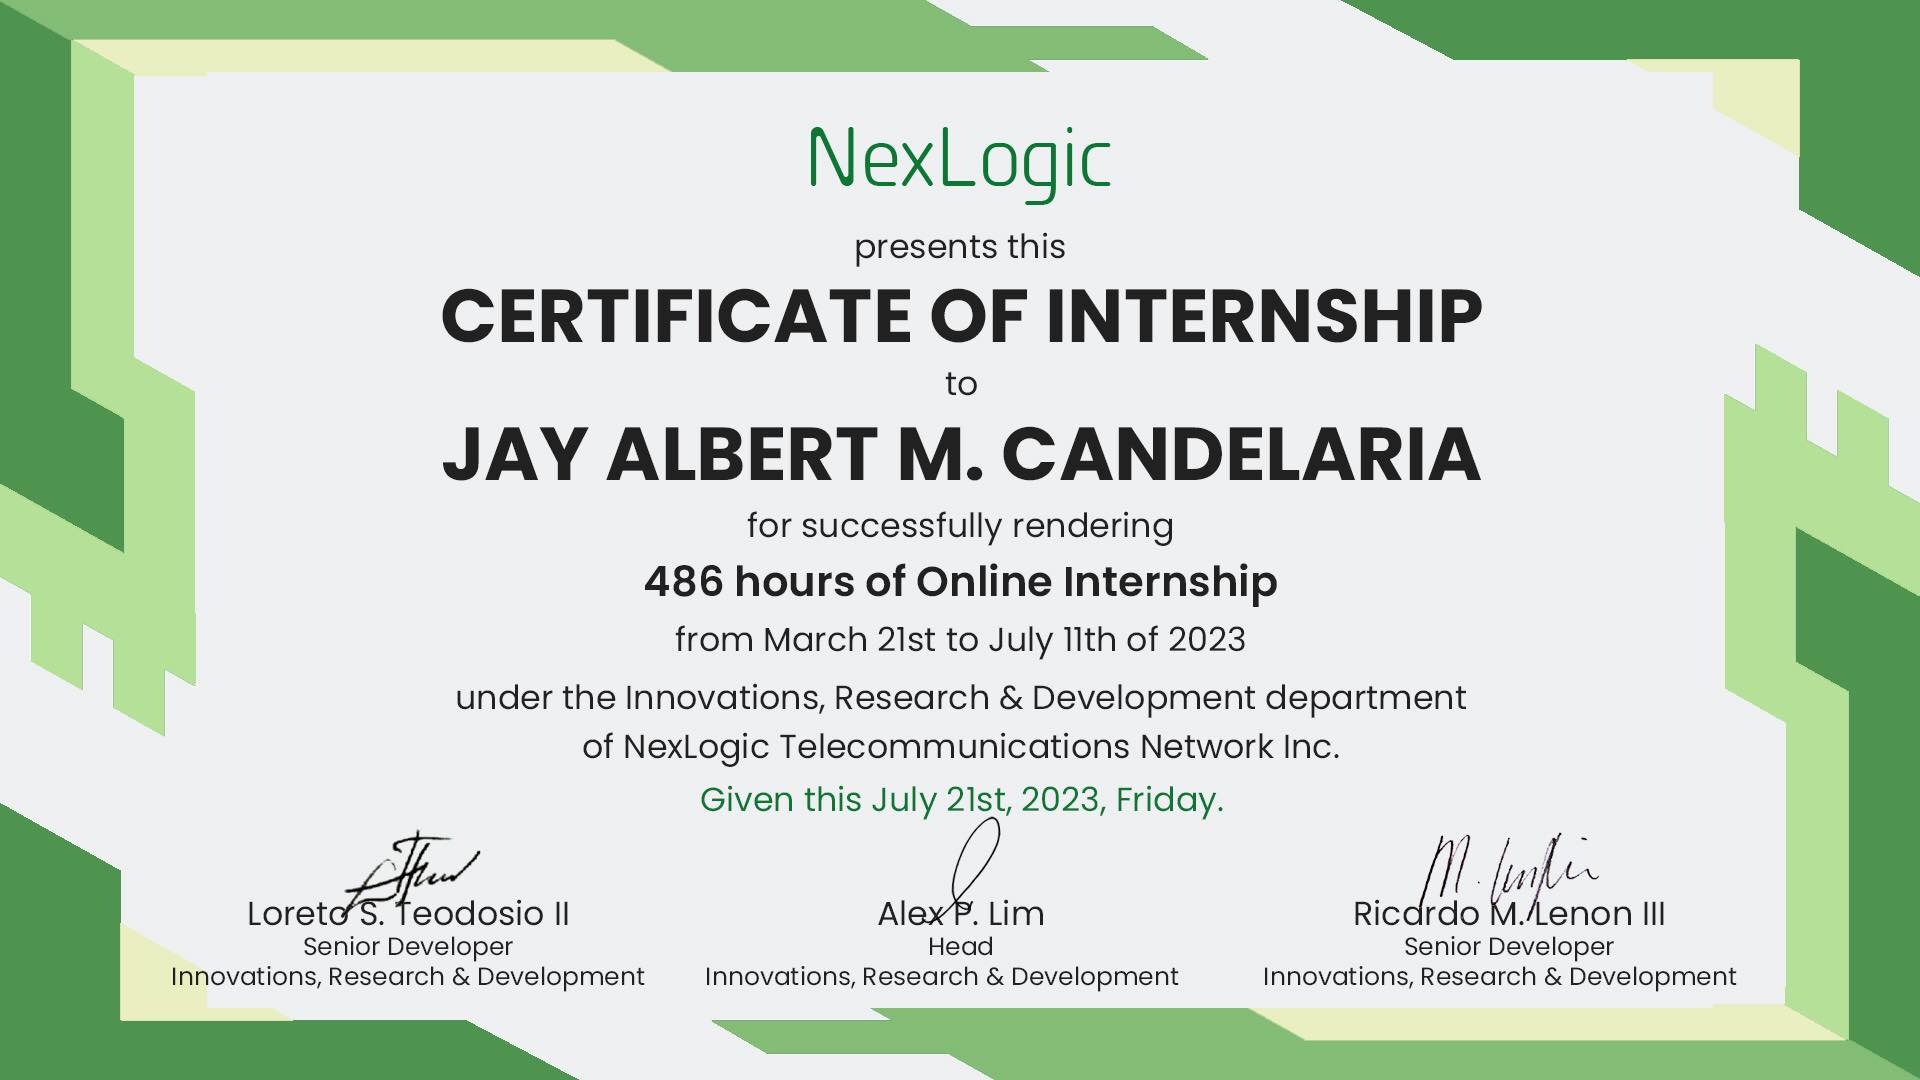 NexLogic
presents this
CERTIFICATE OF INTERNSHIP
to
JAY ALBERT M. CANDELARIA
for successfully rendering
486 hours of Online Internship
from March 21st to July 11th of 2023
under the Innovations, Research & Development department
of NexLogic Telecommunications Network Inc.
Given this July 21st, 2023, Friday.
Loreto S. Teodosio II
Senior Developer
Innovations, Research & Development
Alex P. Lim
Head
Innovations, Research & Development
Ricardo M. Lenon III
Senior Developer
Innovations, Research & Development